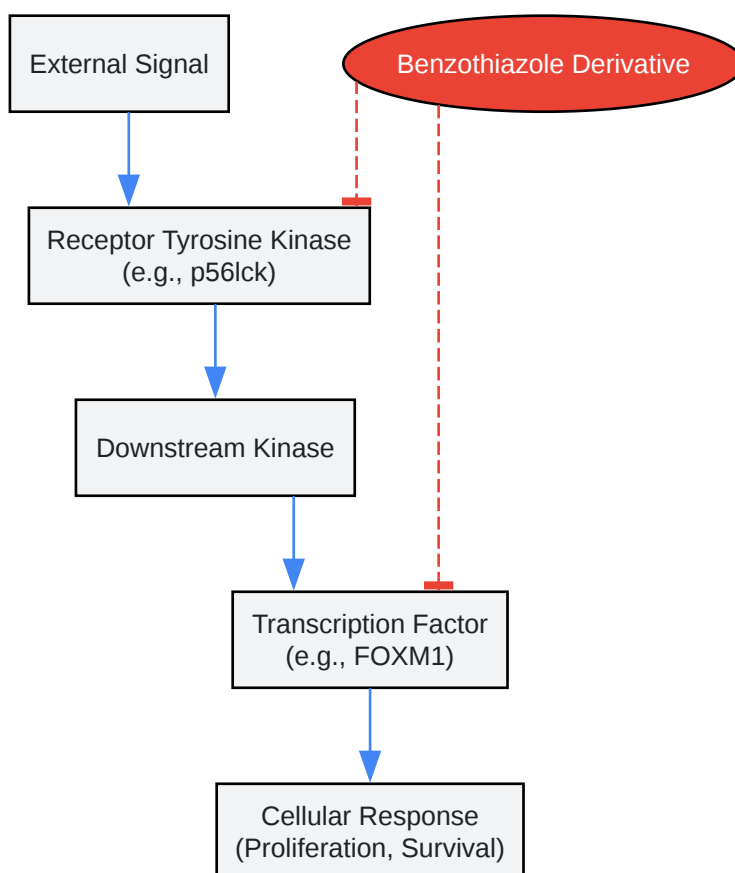 External Signal
Benzothiazole Derivative
Receptor Tyrosine Kinase
(e.g., p56lck)
Downstream Kinase
Transcription Factor
(e.g., FOXM1)
Cellular Response
(Proliferation, Survival)